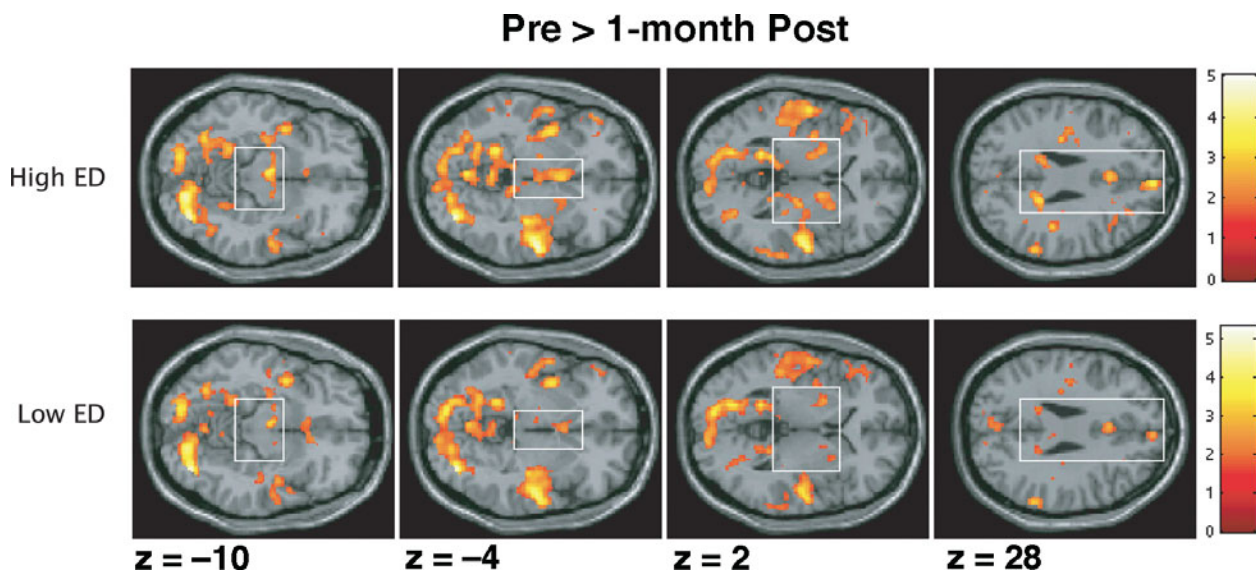 Pre > 1-month Post
High ED
5
4
3
2
1
0
Low ED
5
4
3
2
1
0
z = –10
z = –4
z = 2
z = 28